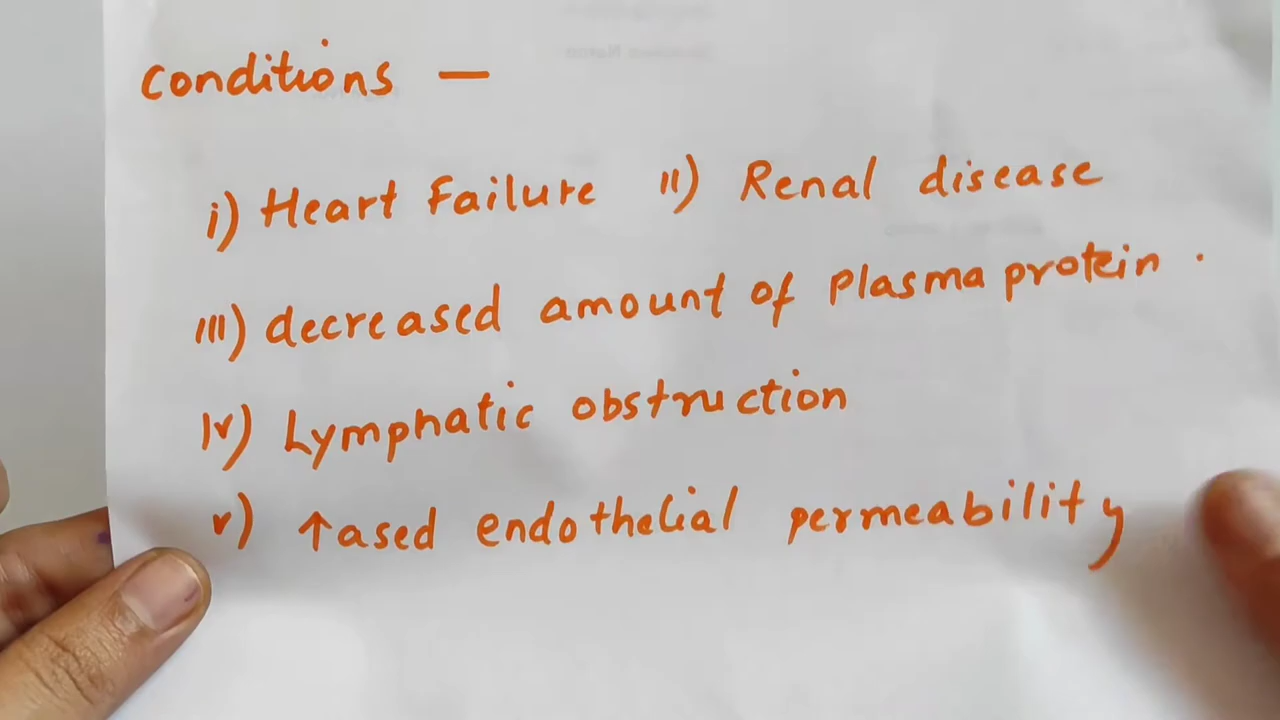 Conditions —
i) Heart Failure ii) Renal disease
iii) decreased amount of plasma protein.
iv) Lymphatic obstruction
v) ↑ased endothelial permeability